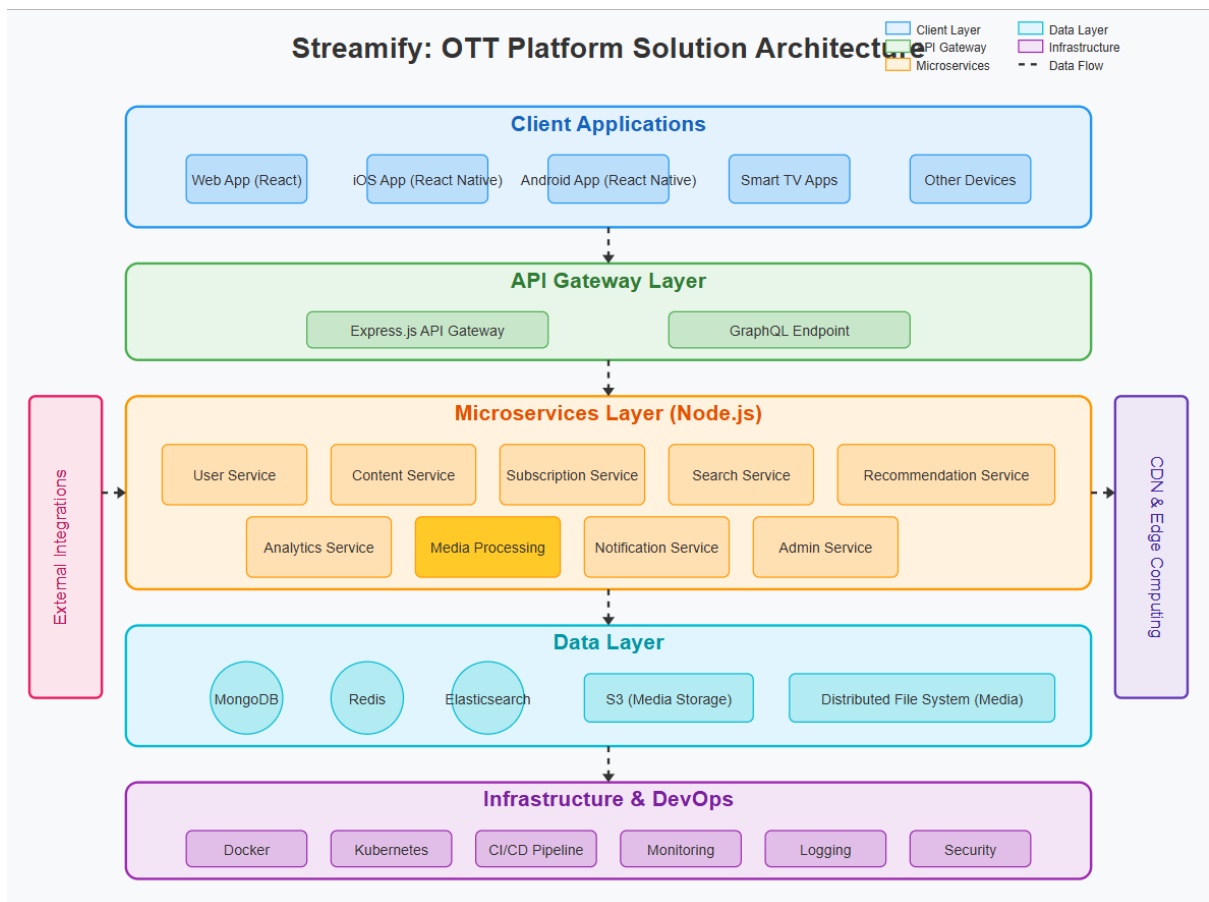 Streamify: OTT Platform Solution Architecture
Client Layer
API Gateway
Microservices
Data Layer
Infrastructure
Data Flow
Client Applications
Web App (React)
iOS App (React Native)
Android App (React Native)
Smart TV Apps
Other Devices
API Gateway Layer
Express.js API Gateway
GraphQL Endpoint
External Integrations
Microservices Layer (Node.js)
User Service
Content Service
Subscription Service
Search Service
Recommendation Service
Analytics Service
Media Processing
Notification Service
Admin Service
CDN & Edge Computing
Data Layer
MongoDB
Redis
Elasticsearch
S3 (Media Storage)
Distributed File System (Media)
Infrastructure & DevOps
Docker
Kubernetes
CI/CD Pipeline
Monitoring
Logging
Security